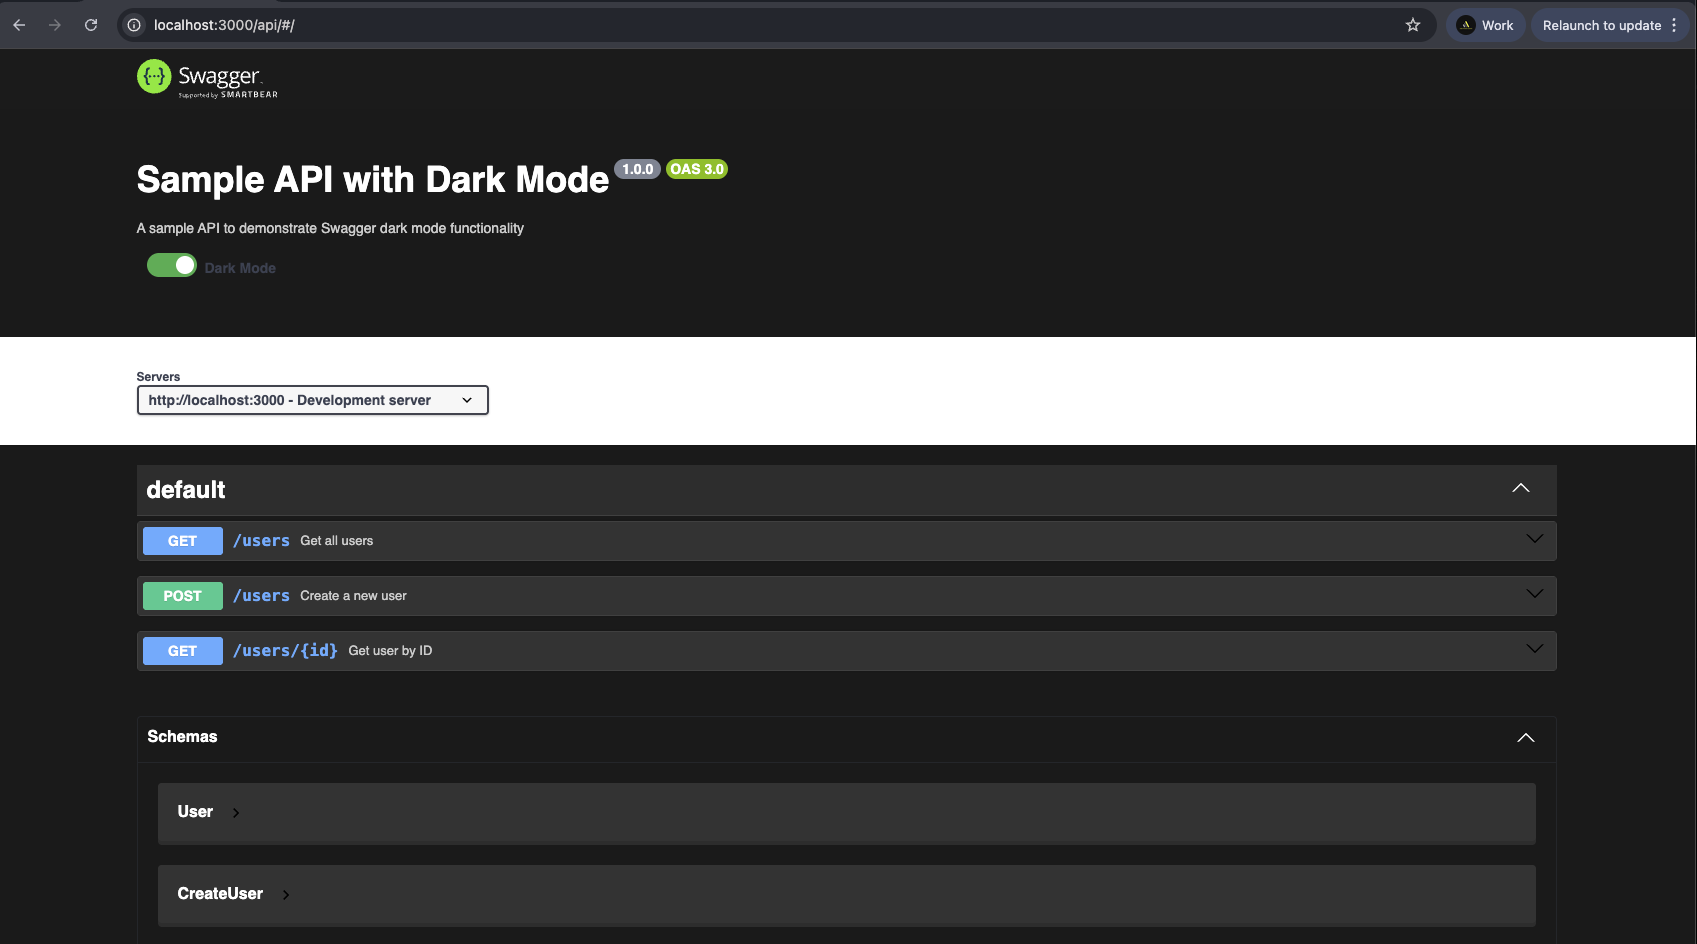 localhost:3000/api/#/
Work
Relaunch to update
Swagger.
Supported by SMARTBEAR
Sample API with Dark Mode 1.0.0 OAS 3.0
A sample API to demonstrate Swagger dark mode functionality
Dark Mode
Servers
http://localhost:3000 - Development server
default
GET /users Get all users
POST /users Create a new user
GET /users/{id} Get user by ID
Schemas
User
CreateUser